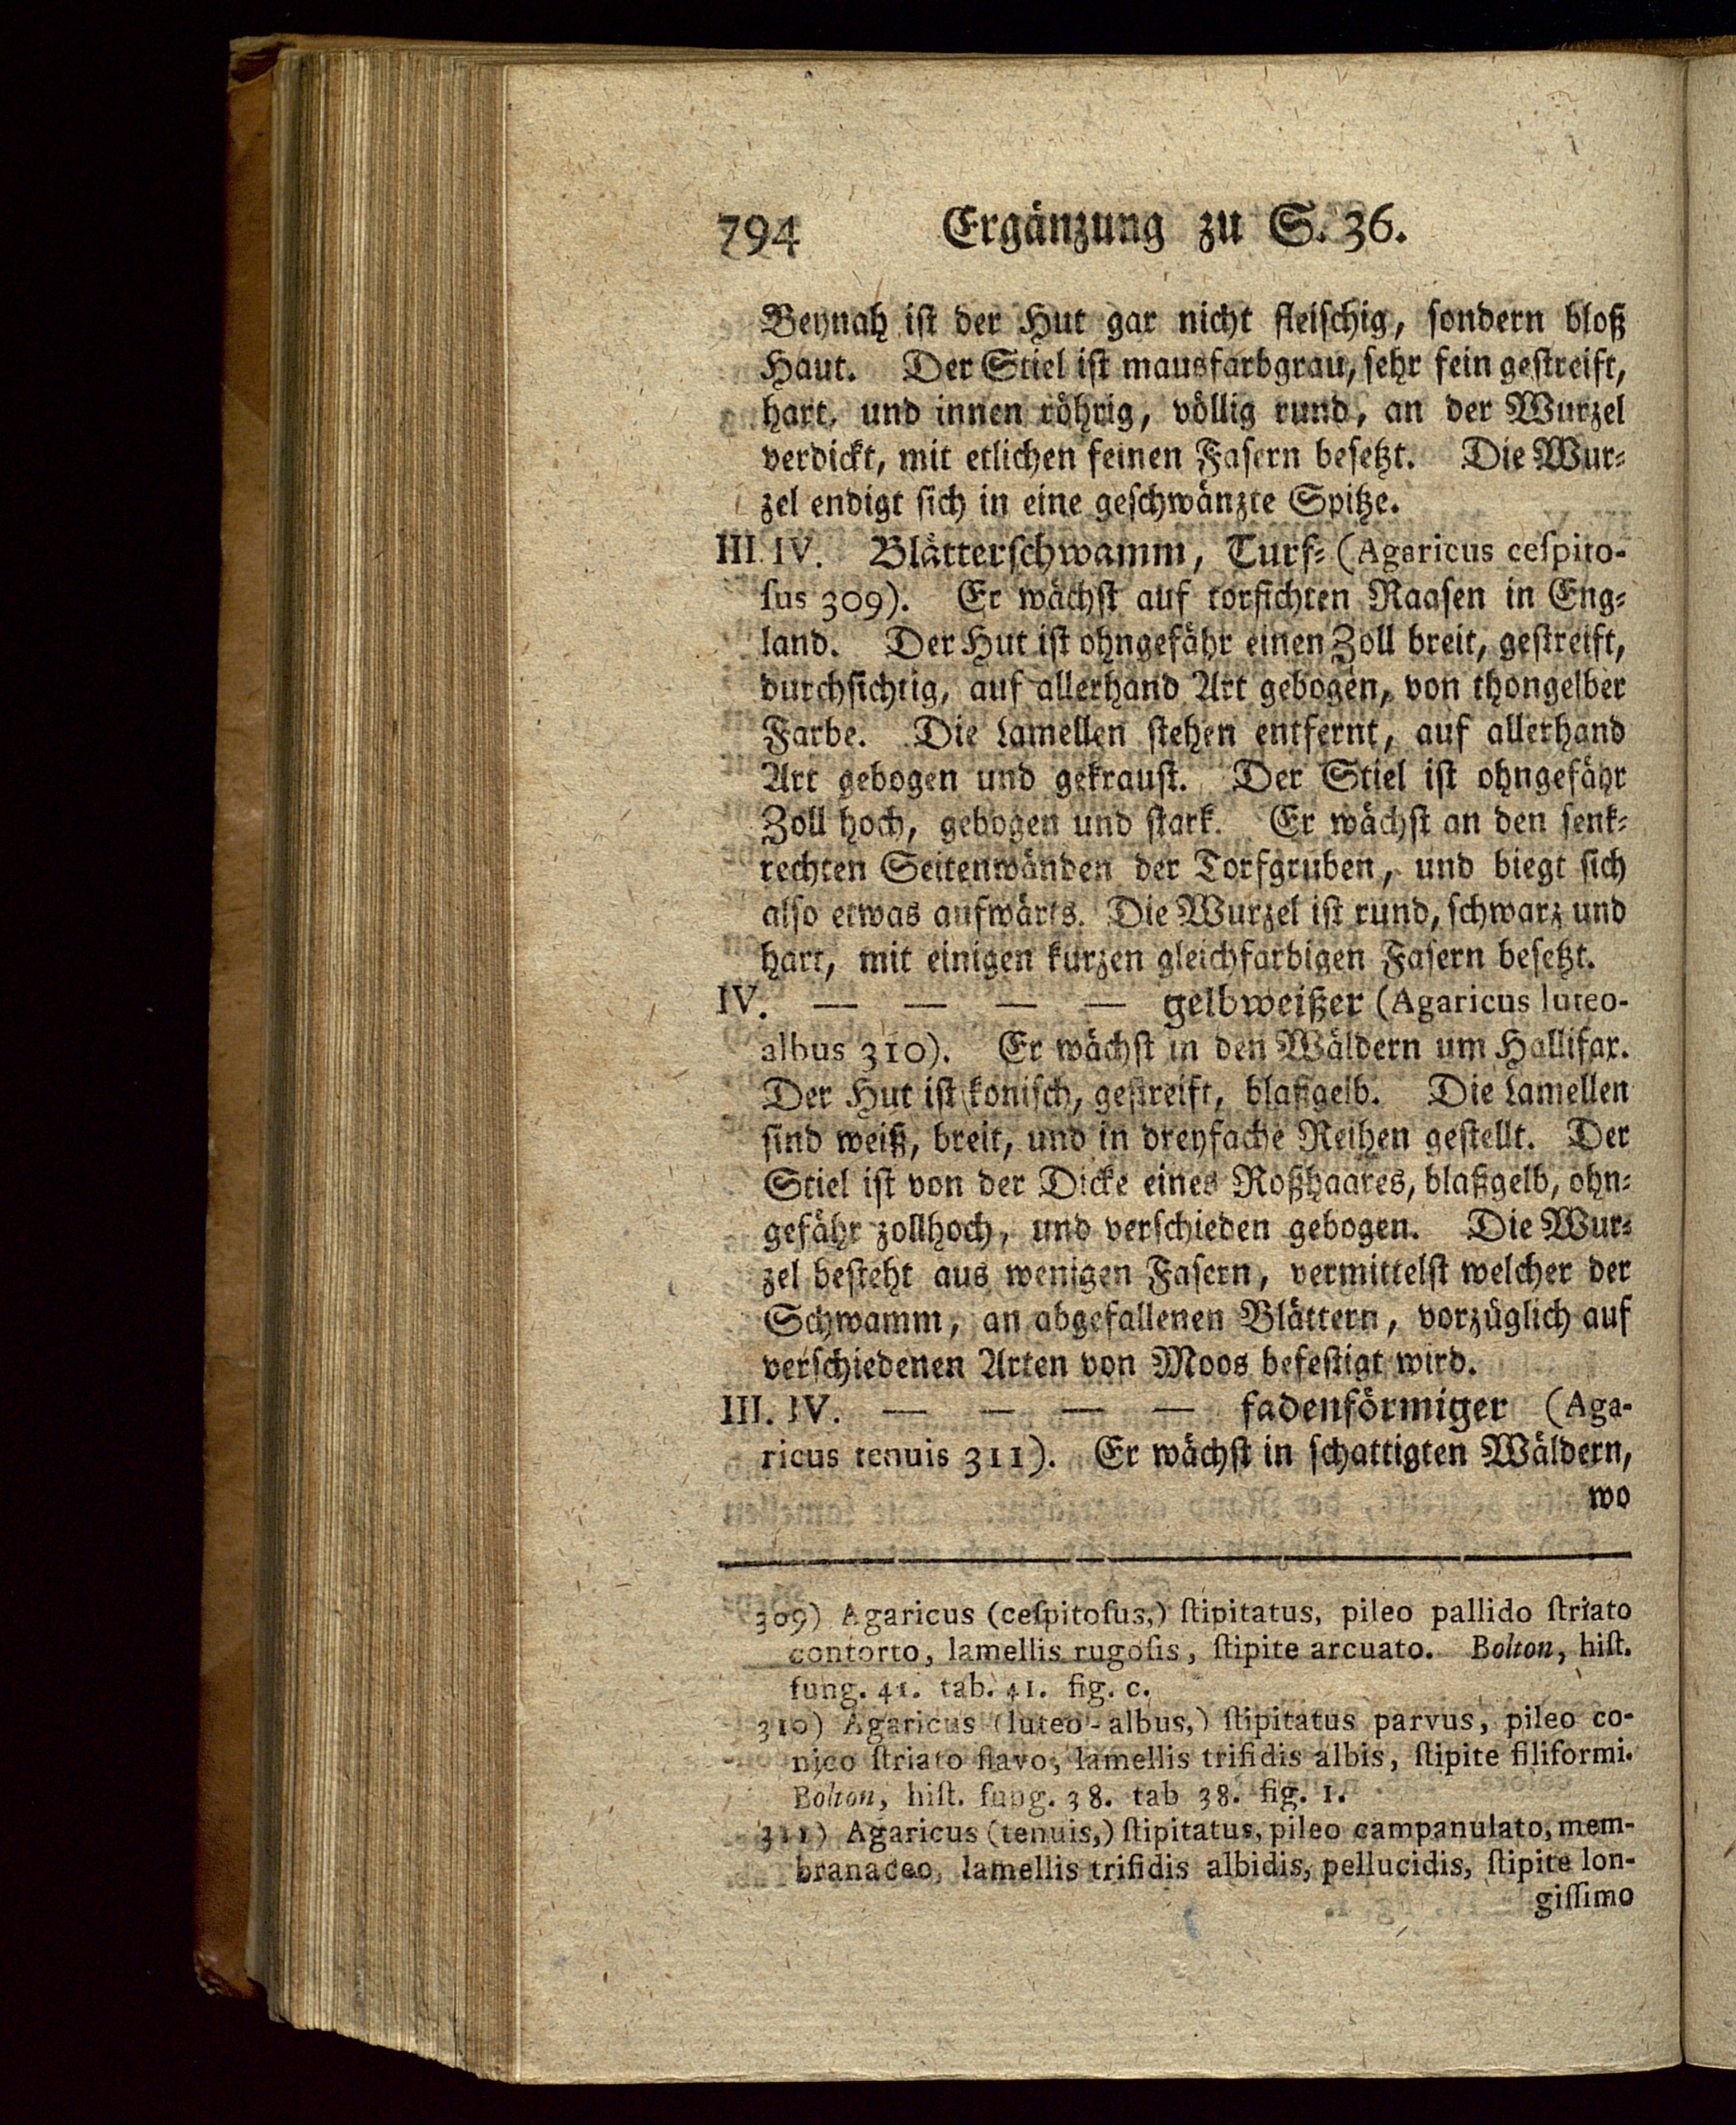 794 Ergänzung zu S. 36.
Beynah ist der Hut gar nicht fleischig, sondern bloß
Haut. Der Stiel ist mausfarbgrau, sehr fein gestreift,
hart, und innen röhrig, völlig rund, an der Wurzel
verdickt, mit etlichen feinen Fasern besetzt. Die Wur-
zel endigt sich in eine geschwänzte Spitze.
III. IV. Blätterschwamm, Turf- (Agaricus ceſpito-
ſus 309). Er wächst auf torfichten Raasen in Eng-
land. Der Hut ist ohngefähr einen Zoll breit, gestreift,
durchsichtig, auf allerhand Art gebogen, von thongelber
Farbe. Die Lamellen stehen entfernt, auf allerhand
Art gebogen und gekraust. Der Stiel ist ohngefähr
Zoll hoch, gebogen und stark. Er wächst an den senk-
rechten Seitenwänden der Torfgruben, und biegt sich
also etwas aufwärts. Die Wurzel ist rund, schwarz und
hart, mit einigen kurzen gleichfarbigen Fasern besetzt.
IV. — — — — gelbweißer (Agaricus luteo-
albus 310). Er wächst in den Wäldern um Hallifax.
Der Hut ist konisch, gestreift, blaßgelb. Die Lamellen
sind weiß, breit, und in dreyfache Reihen gestellt. Der
Stiel ist von der Dicke eines Roßhaares, blaßgelb, ohn-
gefähr zollhoch, und verschieden gebogen. Die Wur-
zel besteht aus wenigen Fasern, vermittelst welcher der
Schwamm, an abgefallenen Blättern, vorzüglich auf
verschiedenen Arten von Moos befestigt wird.
III. IV. — — — — fadenförmiger (Aga-
ricus tenuis 311). Er wächst in schattigten Wäldern,
wo
309) Agaricus (ceſpitoſus,) ſtipitatus, pileo pallido ſtriato
contorto, lamellis rugoſis, ſtipite arcuato. Bolton, hiſt.
fung. 41. tab. 41. fig. c.
310) Agaricus (luteo-albus,) ſtipitatus parvus, pileo co-
nico ſtriato flavo, lamellis trifidis albis, ſtipite filiformi.
Bolton, hiſt. fung. 38. tab 38. fig. 1.
311) Agaricus (tenuis,) ſtipitatus, pileo campanulato, mem-
branaceo, lamellis trifidis albidis, pellucidis, ſtipite lon-
giſſimo